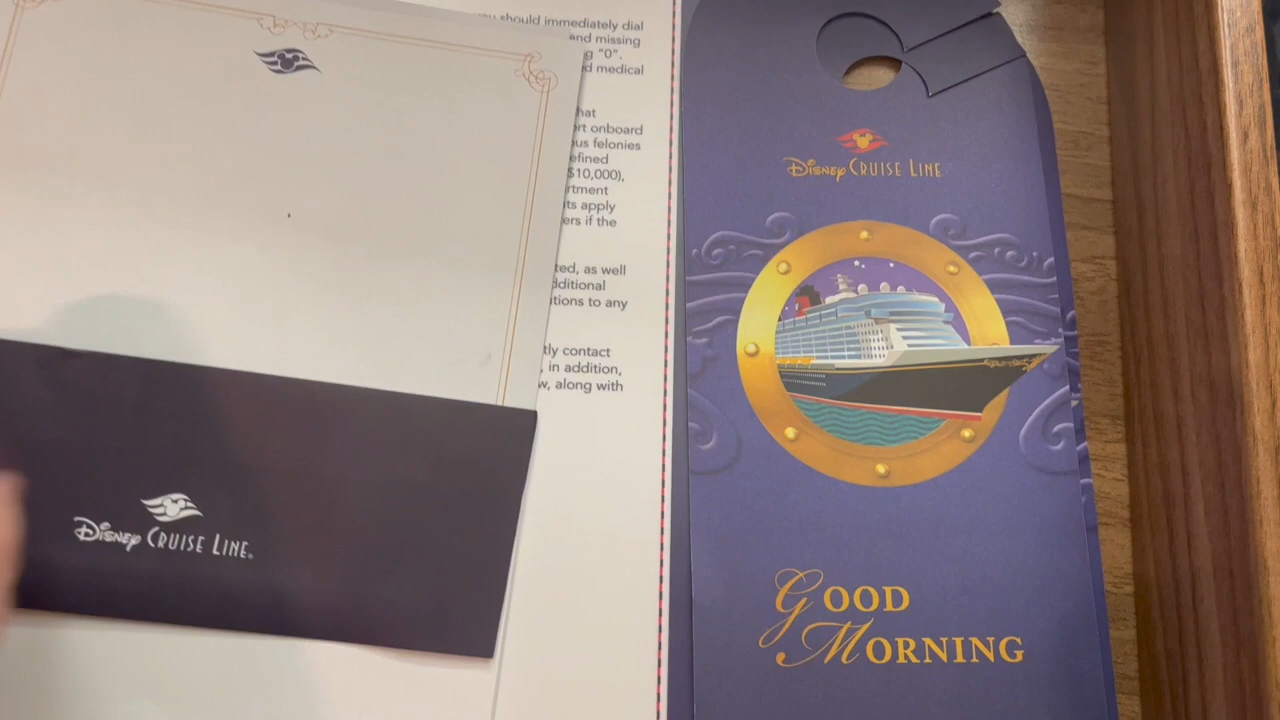 should immediately dial
and missing
g "0".
d medical
hat
rt onboard
us felonies
efined
$10,000),
rtment
ts apply
ers if the
ted, as well
dditional
tions to any
tly contact
, in addition,
w, along with
Disney Cruise Line®
Disney Cruise Line
Good
Morning